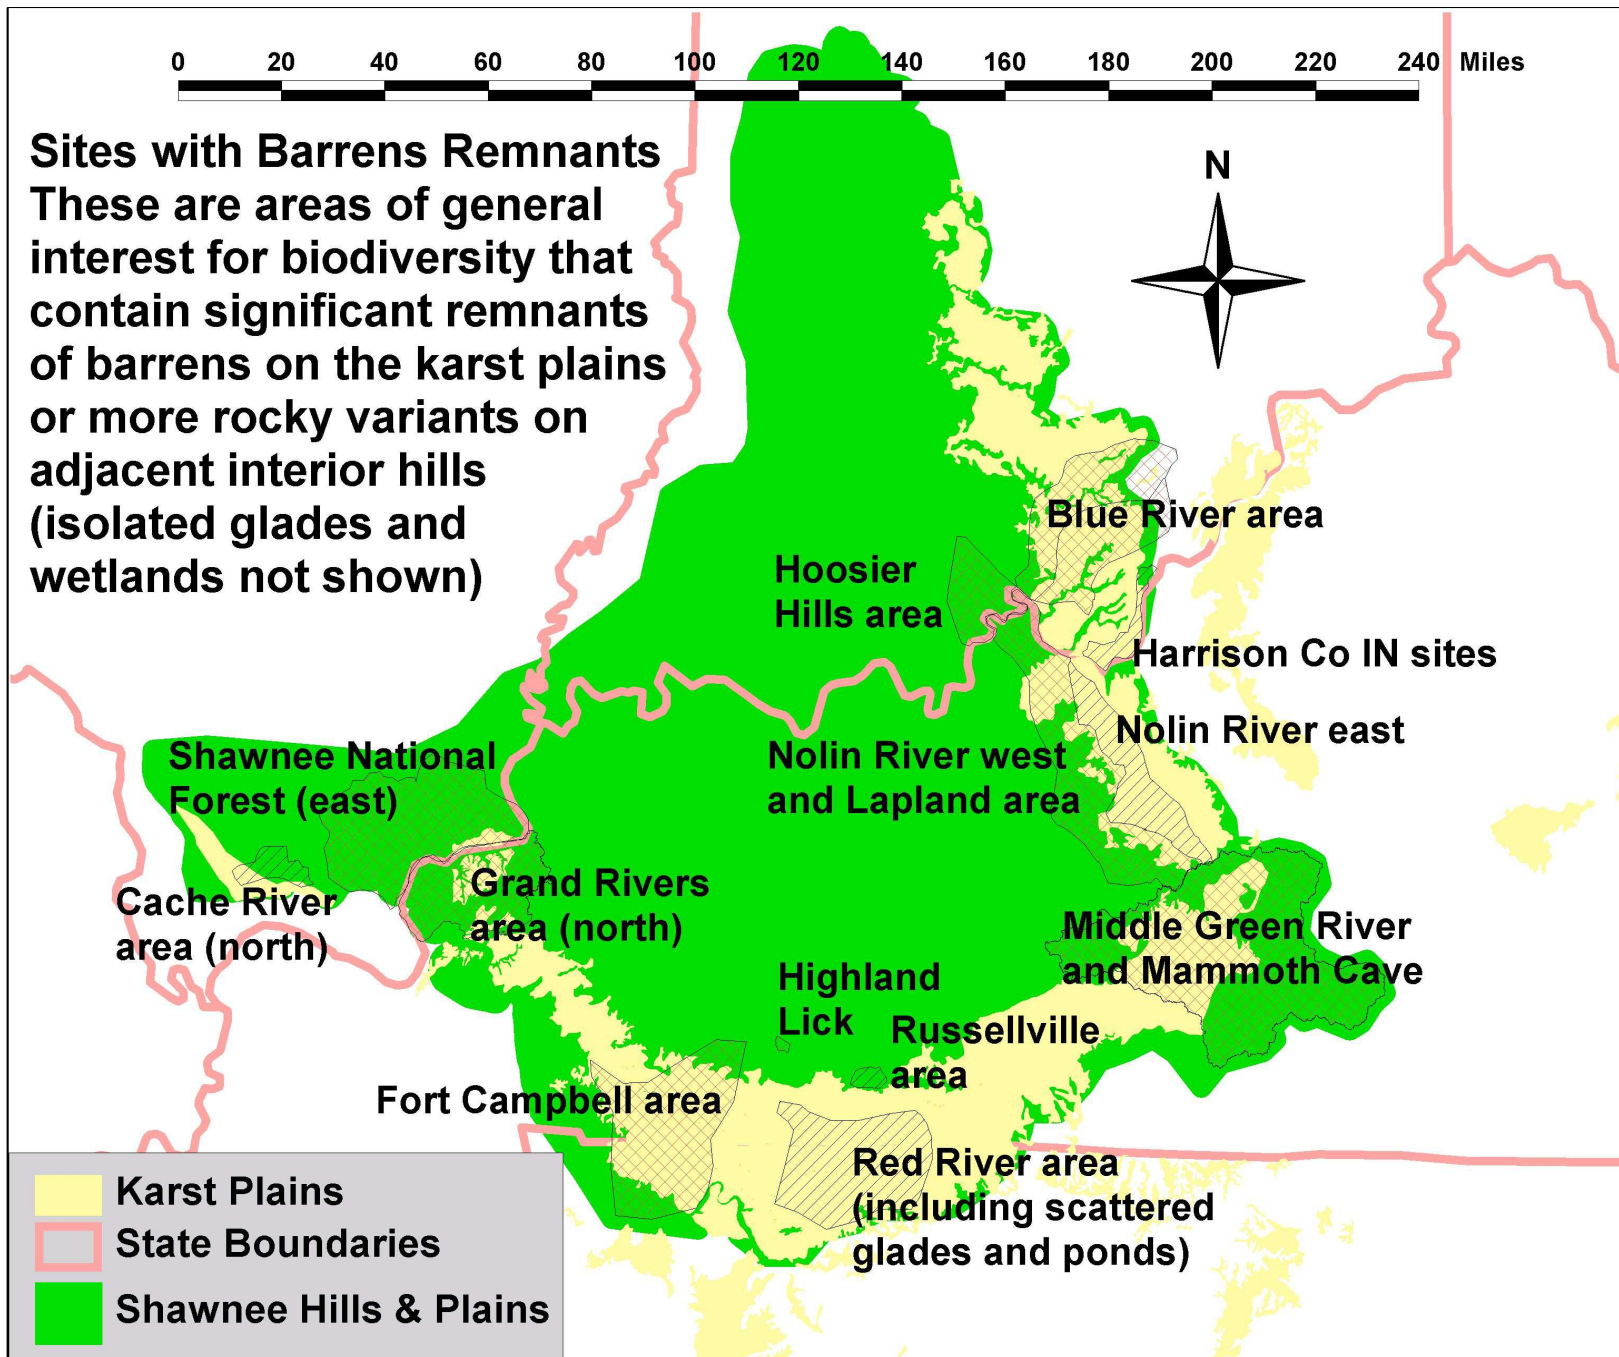 0 20 40 60 80 100 120 140 160 180 200 220 240 Miles
Sites with Barrens Remnants
These are areas of general
interest for biodiversity that
contain significant remnants
of barrens on the karst plains
or more rocky variants on
adjacent interior hills
(isolated glades and
wetlands not shown)
N
Blue River area
Hoosier
Hills area
Harrison Co IN sites
Nolin River east
Nolin River west
and Lapland area
Shawnee National
Forest (east)
Cache River
area (north)
Grand Rivers
area (north)
Middle Green River
and Mammoth Cave
Highland
Lick
Russellville
area
Fort Campbell area
Red River area
(including scattered
glades and ponds)
Karst Plains
State Boundaries
Shawnee Hills & Plains